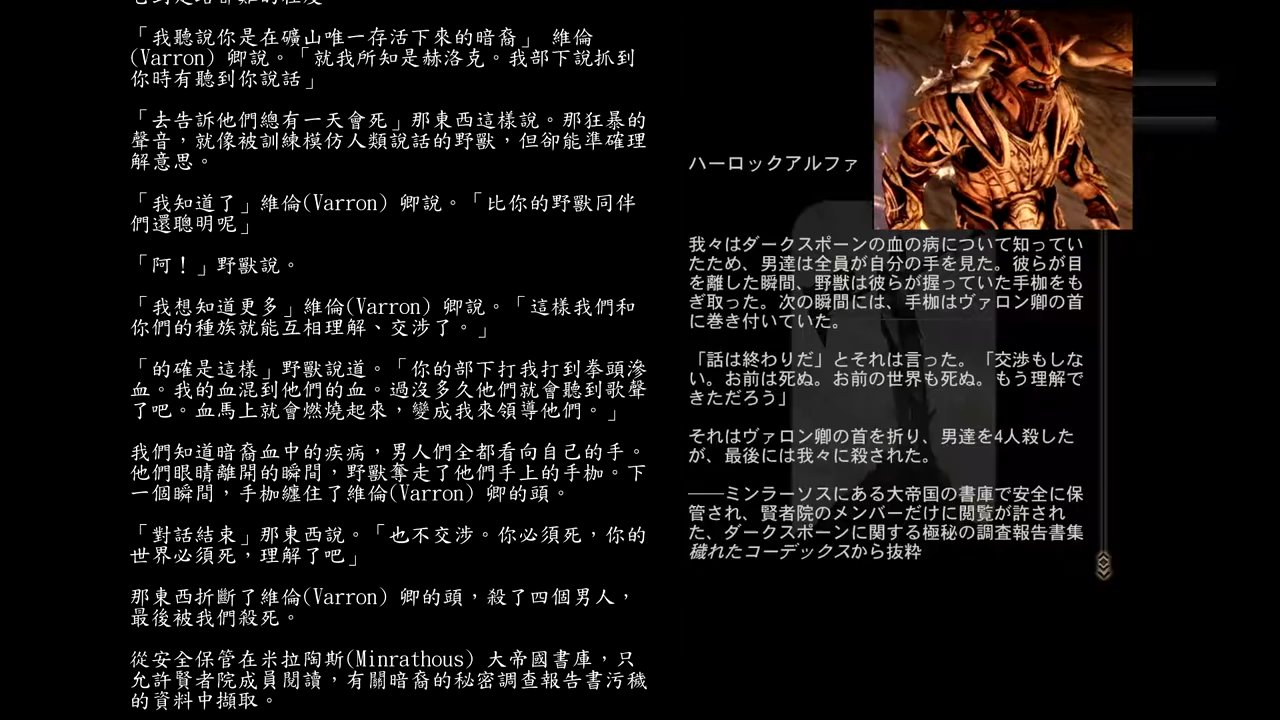 「我聽說你是在礦山唯一存活下來的暗裔」 維倫
(Varron) 卿說。「就我所知是赫洛克。我部下說抓到
你時有聽到你說話」
「去告訴他們總有一天會死」那東西這樣說。那狂暴的
聲音，就像被訓練模仿人類說話的野獸，但卻能準確理
解意思。
「我知道了」維倫(Varron) 卿說。「比你的野獸同伴
們還聰明呢」
「阿！」野獸說。
「我想知道更多」維倫(Varron) 卿說。「這樣我們和
你們的種族就能互相理解、交涉了。」
「的確是這樣」野獸說道。「你的部下打我打到拳頭滲
血。我的血混到他們的血。過沒多久他們就會聽到歌聲
了吧。血馬上就會燃燒起來，變成我來領導他們。」
我們知道暗裔血中的疾病，男人們全都看向自己的手。
他們眼睛離開的瞬間，野獸奪走了他們手上的手枷。下
一個瞬間，手枷纏住了維倫(Varron) 卿的頭。
「對話結束」那東西說。「也不交涉。你必須死，你的
世界必須死，理解了吧」
那東西折斷了維倫(Varron) 卿的頭，殺了四個男人，
最後被我們殺死。
從安全保管在米拉陶斯(Minrathous) 大帝國書庫，只
允許賢者院成員閱讀，有關暗裔的秘密調查報告書污穢
的資料中擷取。
ハーロックアルファ
我々はダークスポーンの血の病について知ってい
たため、男達は全員が自分の手を見た。彼らが目
を離した瞬間、野獣は彼らが握っていた手枷をも
ぎ取った。次の瞬間には、手枷はヴァロン卿の首
に巻き付いていた。
「話は終わりだ」とそれは言った。「交渉もしな
い。お前は死ぬ。お前の世界も死ぬ。もう理解で
きただろう」
それはヴァロン卿の首を折り、男達を4人殺した
が、最後には我々に殺された。
──ミンラーソスにある大帝国の書庫で安全に保
管され、賢者院のメンバーだけに閲覧が許され
た、ダークスポーンに関する極秘の調査報告書集
穢れたコーデックスから抜粋